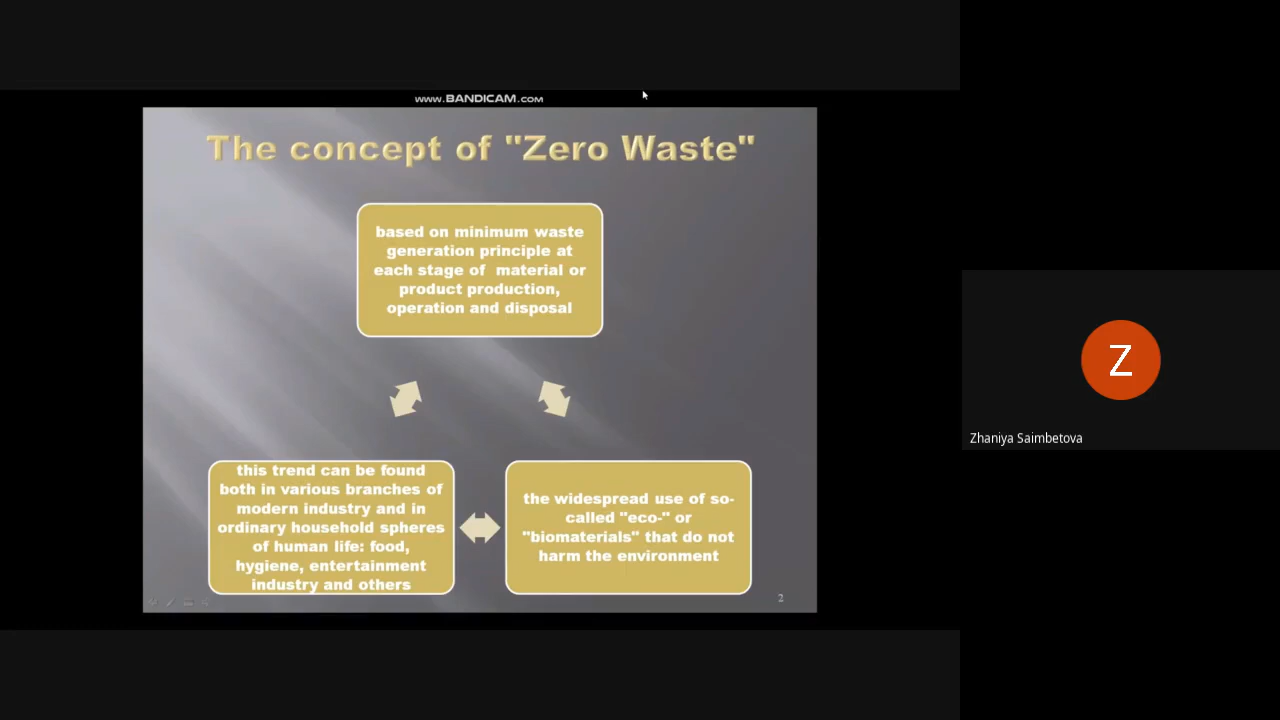 www.BANDICAM.com
The concept of "Zero Waste"
based on minimum waste
generation principle at
each stage of material or
product production,
operation and disposal
this trend can be found
both in various branches of
modern industry and in
ordinary household spheres
of human life: food,
hygiene, entertainment
industry and others
the widespread use of so-
called "eco-" or
"biomaterials" that do not
harm the environment
2
Z
Zhaniya Saimbetova